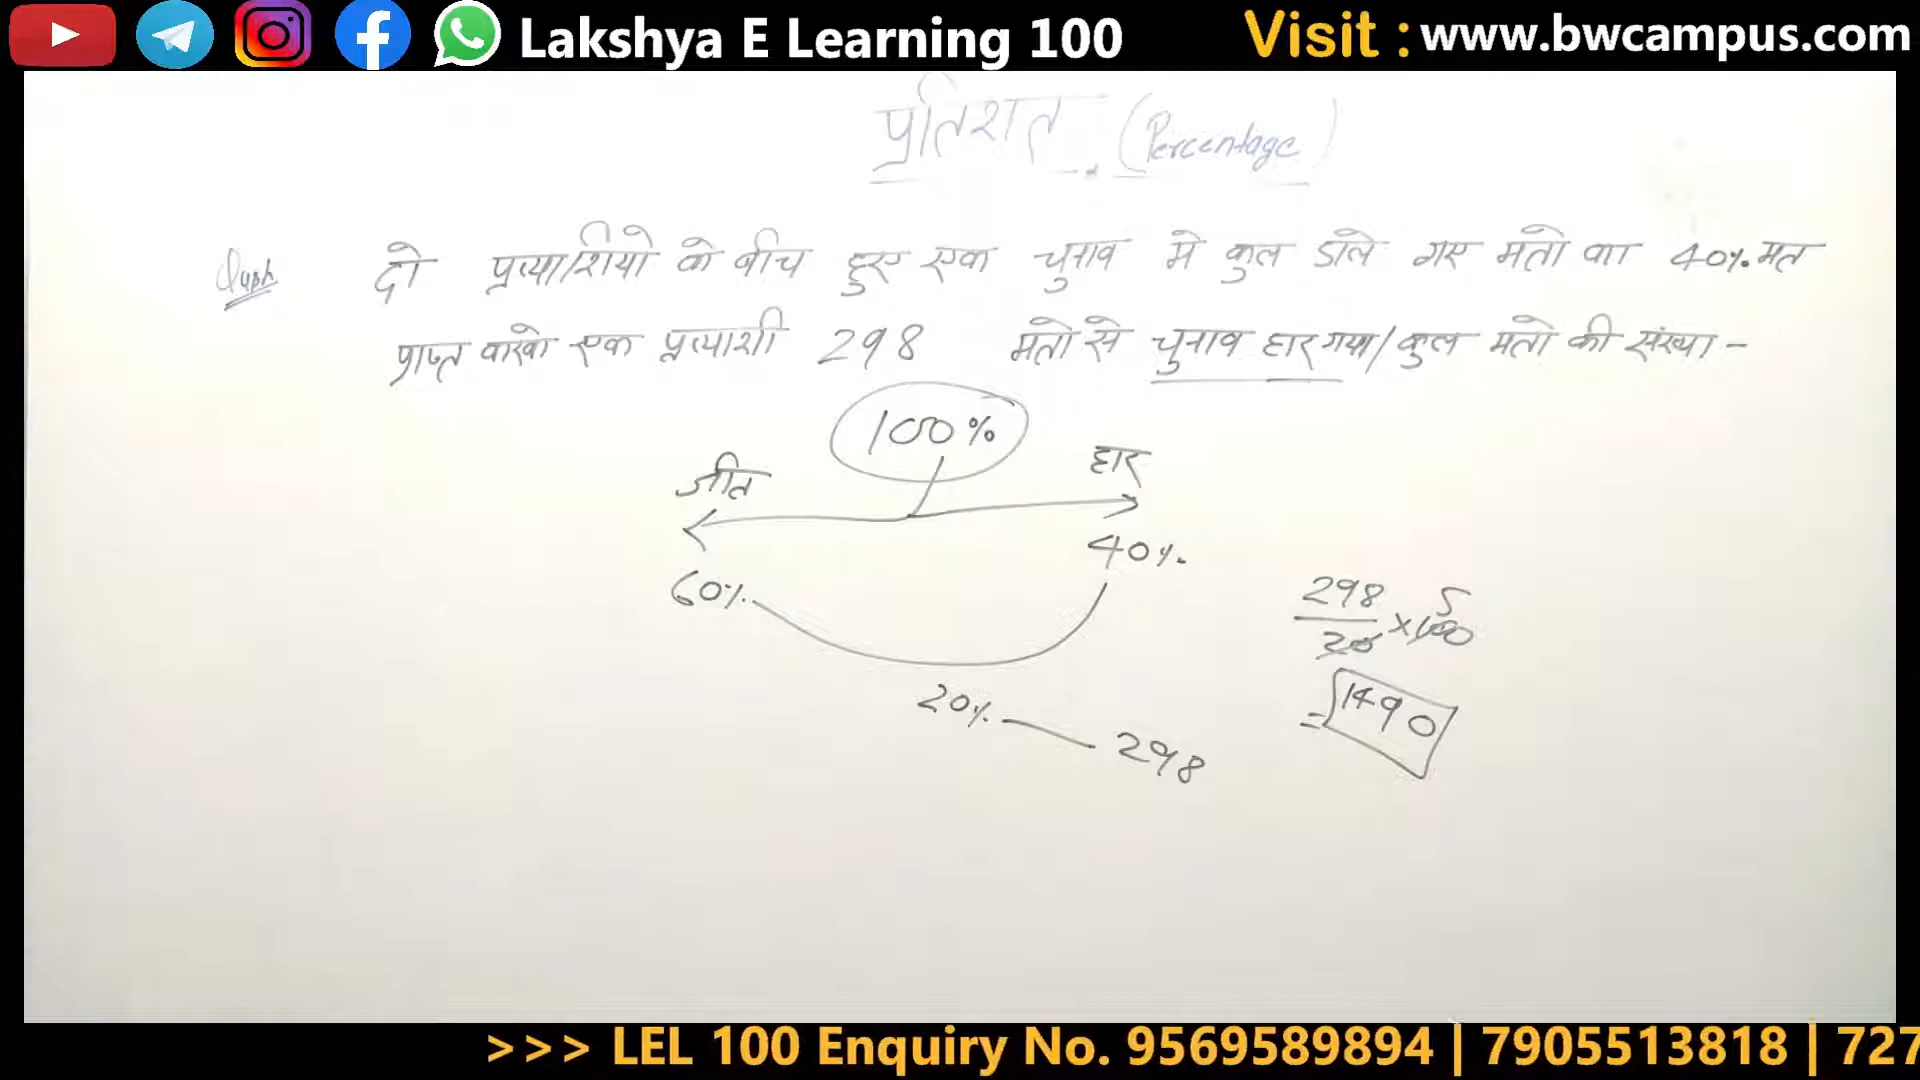 Lakshya E Learning 100
Visit : www.bwcampus.com
प्रतिशत (Percentage)
Ques दो प्रत्याशियो के बीच हुए एक चुनाव मे कुल डाले गए मतो का 40% मत
प्राप्त करके एक प्रत्याशी 298 मतो से चुनाव हार गया/कुल मतो की संख्या -
100%
जीत
हार
60%
40%
20% — 298
298/20 × 100 5
= 1490
>>> LEL 100 Enquiry No. 9569589894 | 7905513818 | 727